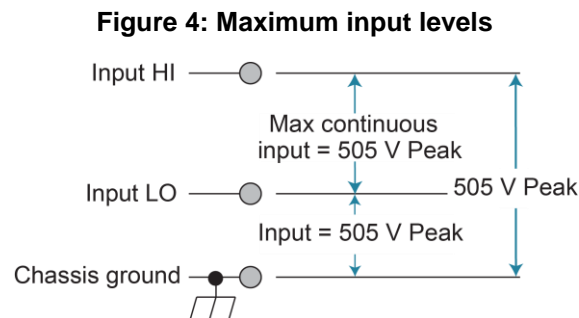 Figure 4: Maximum input levels
Input HI
Max continuous
input = 505 V Peak
Input LO
505 V Peak
Input = 505 V Peak
Chassis ground